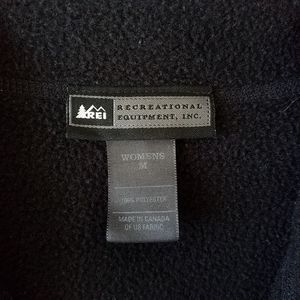 REI
RECREATIONAL
EQUIPMENT, INC.
WOMENS
M
100% POLYESTER
MADE IN CANADA
OF US FABRIC